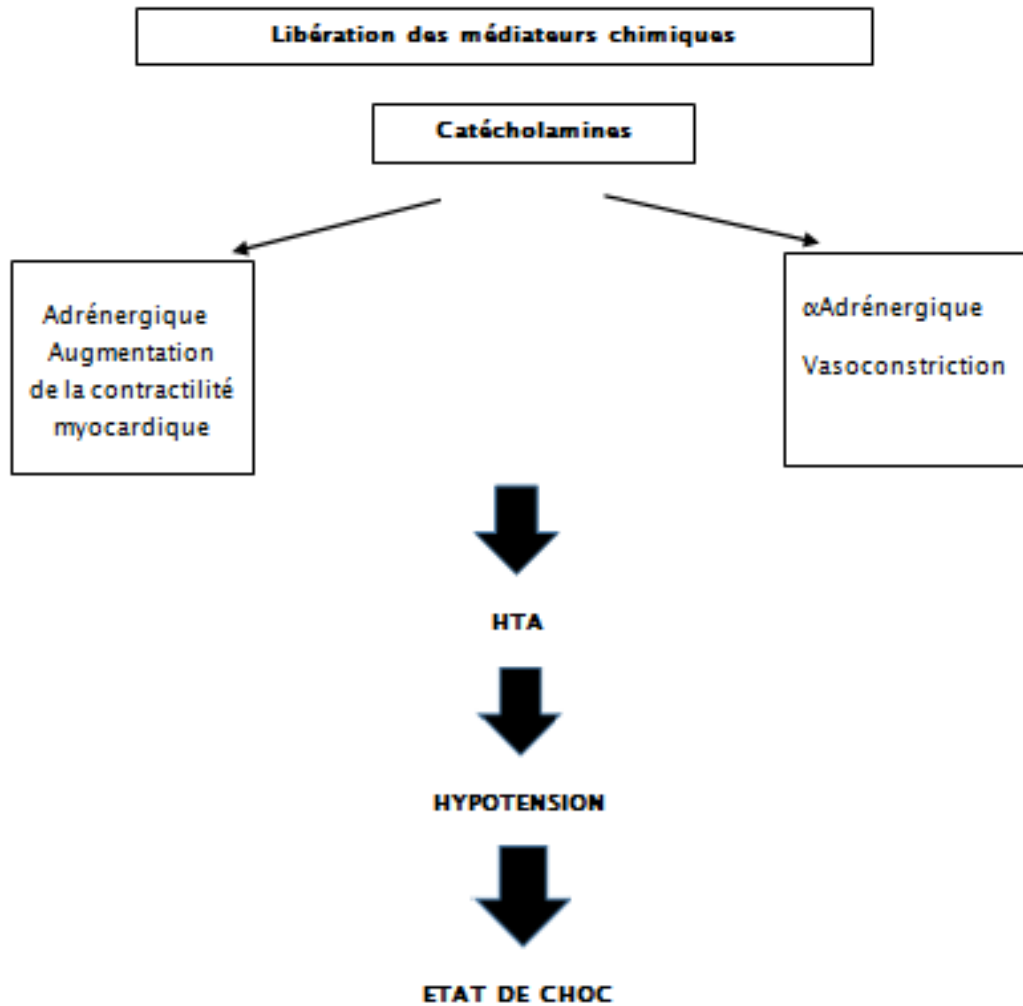 Libération des médiateurs chimiques
Catécholamines
Adrénergique
Augmentation
de la contractilité
myocardique
αAdrénergique
Vasoconstriction
HTA
HYPOTENSION
ETAT DE CHOC